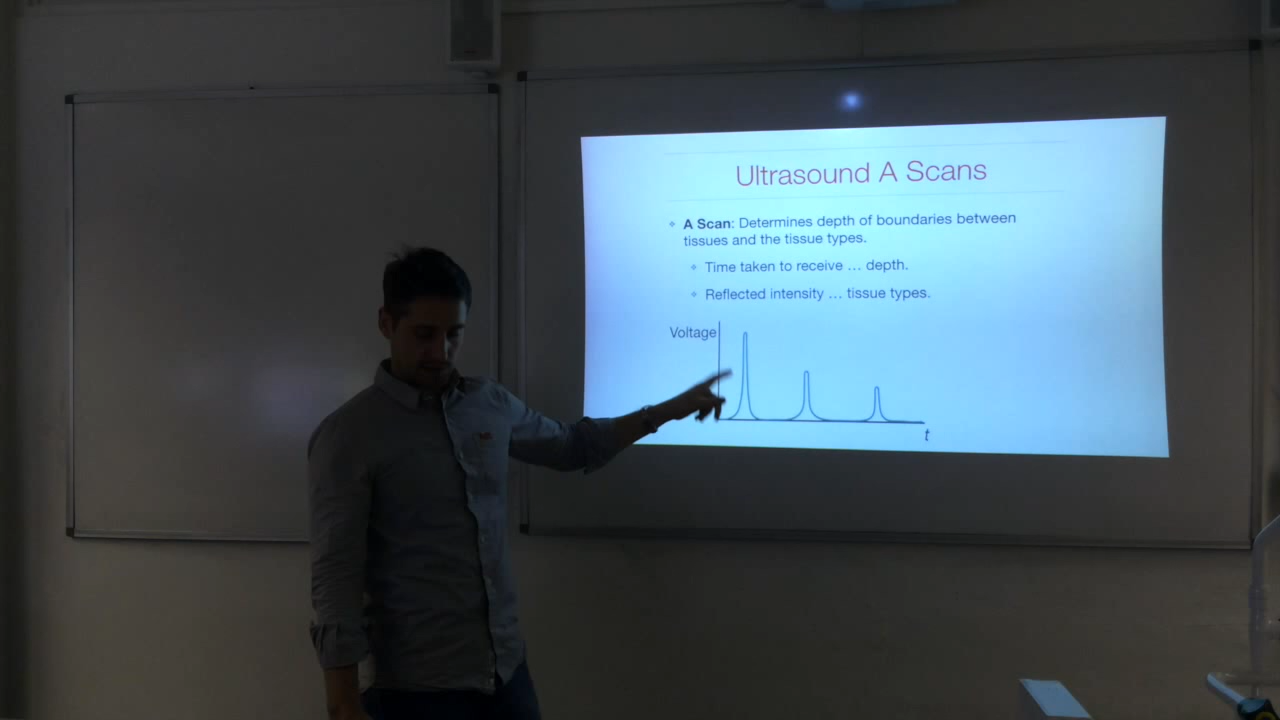 Ultrasound A Scans
A Scan: Determines depth of boundaries between
tissues and the tissue types.
Time taken to receive … depth.
Reflected intensity … tissue types.
Voltage
t